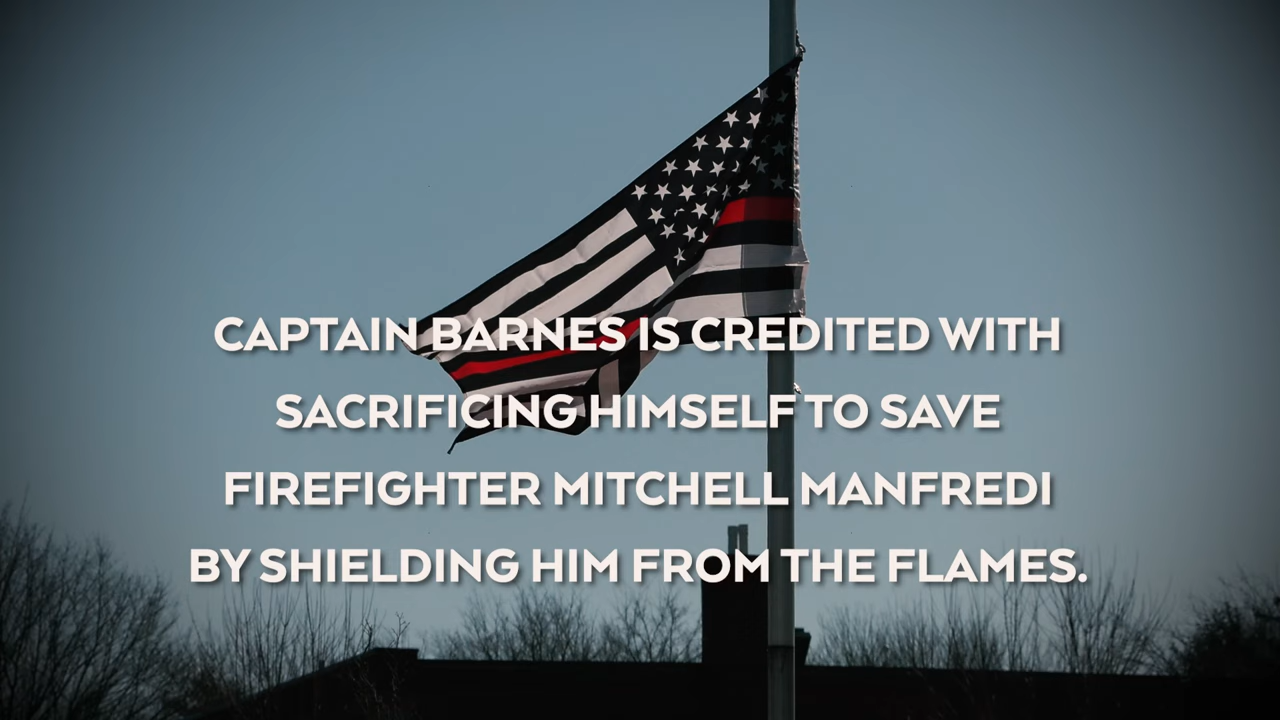 CAPTAIN BARNES IS CREDITED WITH
SACRIFICING HIMSELF TO SAVE
FIREFIGHTER MITCHELL MANFREDI
BY SHIELDING HIM FROM THE FLAMES.